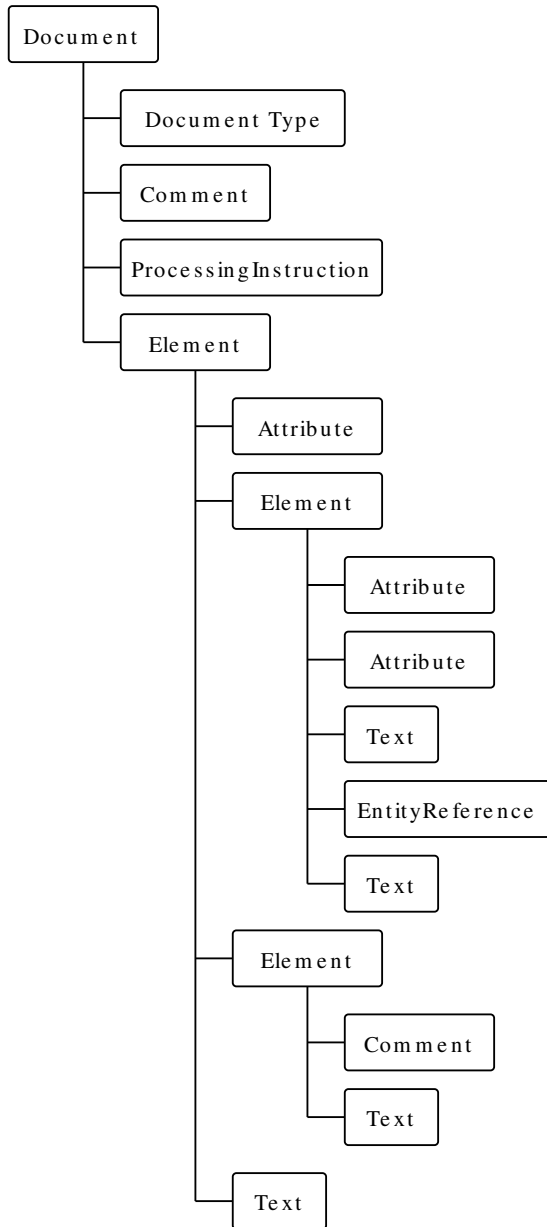 Document
Document Type
Comment
ProcessingInstruction
Element
Attribute
Element
Attribute
Attribute
Text
EntityReference
Text
Element
Comment
Text
Text